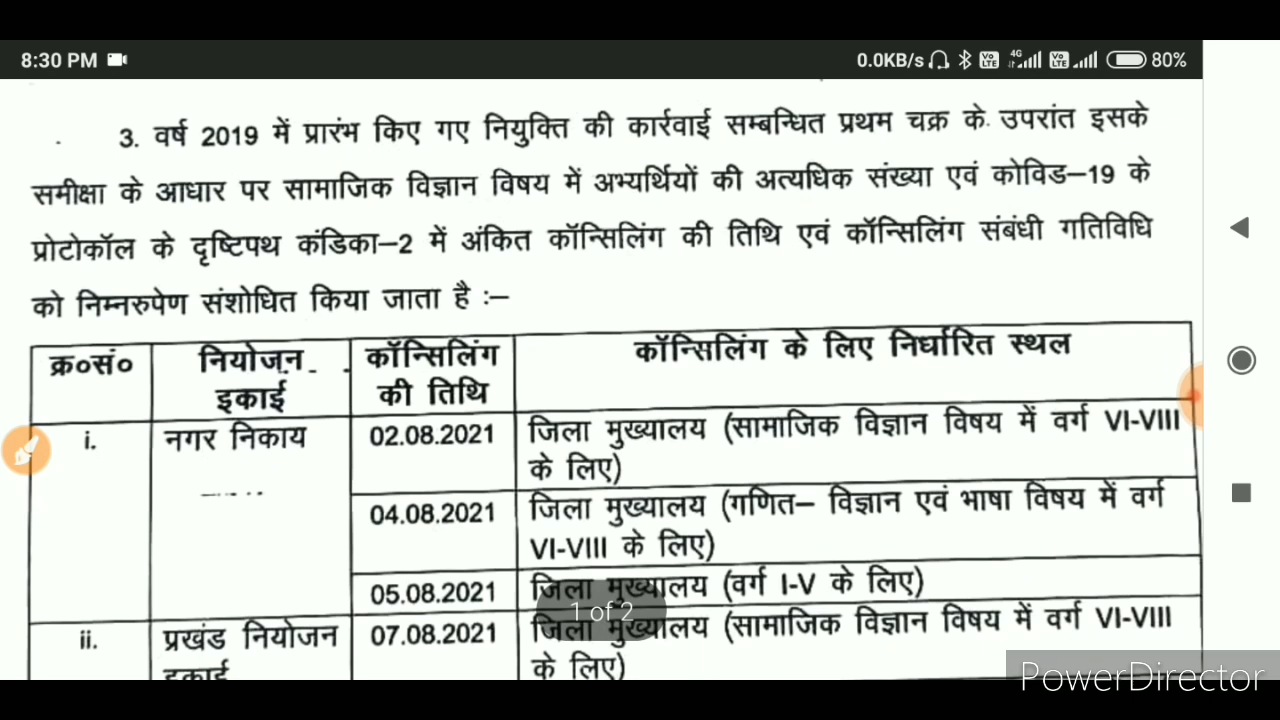 8:30 PM
0.0KB/s 4G 80%
3. वर्ष 2019 में प्रारंभ किए गए नियुक्ति की कार्रवाई सम्बन्धित प्रथम चक्र के उपरांत इसके
समीक्षा के आधार पर सामाजिक विज्ञान विषय में अभ्यर्थियों की अत्यधिक संख्या एवं कोविड–19 के
प्रोटोकॉल के दृष्टिपथ कंडिका–2 में अंकित कॉन्सिलिंग की तिथि एवं कॉन्सिलिंग संबंधी गतिविधि
को निम्नरुपेण संशोधित किया जाता है :–
क्र०सं० नियोजन इकाई कॉन्सिलिंग की तिथि कॉन्सिलिंग के लिए निर्धारित स्थल
i. नगर निकाय 02.08.2021 जिला मुख्यालय (सामाजिक विज्ञान विषय में वर्ग VI-VIII
के लिए)
04.08.2021 जिला मुख्यालय (गणित– विज्ञान एवं भाषा विषय में वर्ग
VI-VIII के लिए)
05.08.2021 जिला मुख्यालय (वर्ग I-V के लिए)
1 of 2
ii. प्रखंड नियोजन इकाई 07.08.2021 जिला मुख्यालय (सामाजिक विज्ञान विषय में वर्ग VI-VIII
के लिए)
PowerDirector